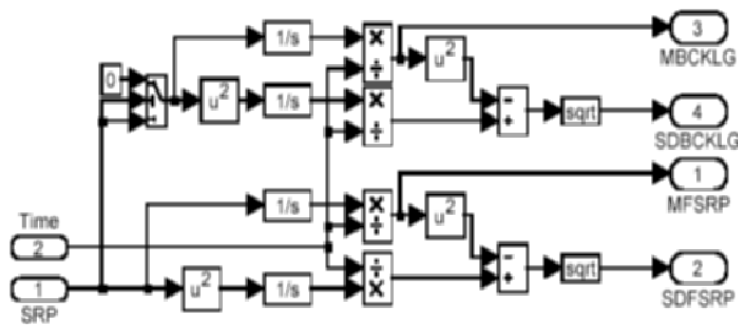 1/s
×
÷
3
MBCKLG
0
u²
1/s
×
÷
u²
-
+
sqrt
4
SDBCKLG
1/s
×
÷
1
MFSRP
u²
Time
2
-
+
sqrt
2
SDFSRP
1
SRP
u²
1/s
÷
×